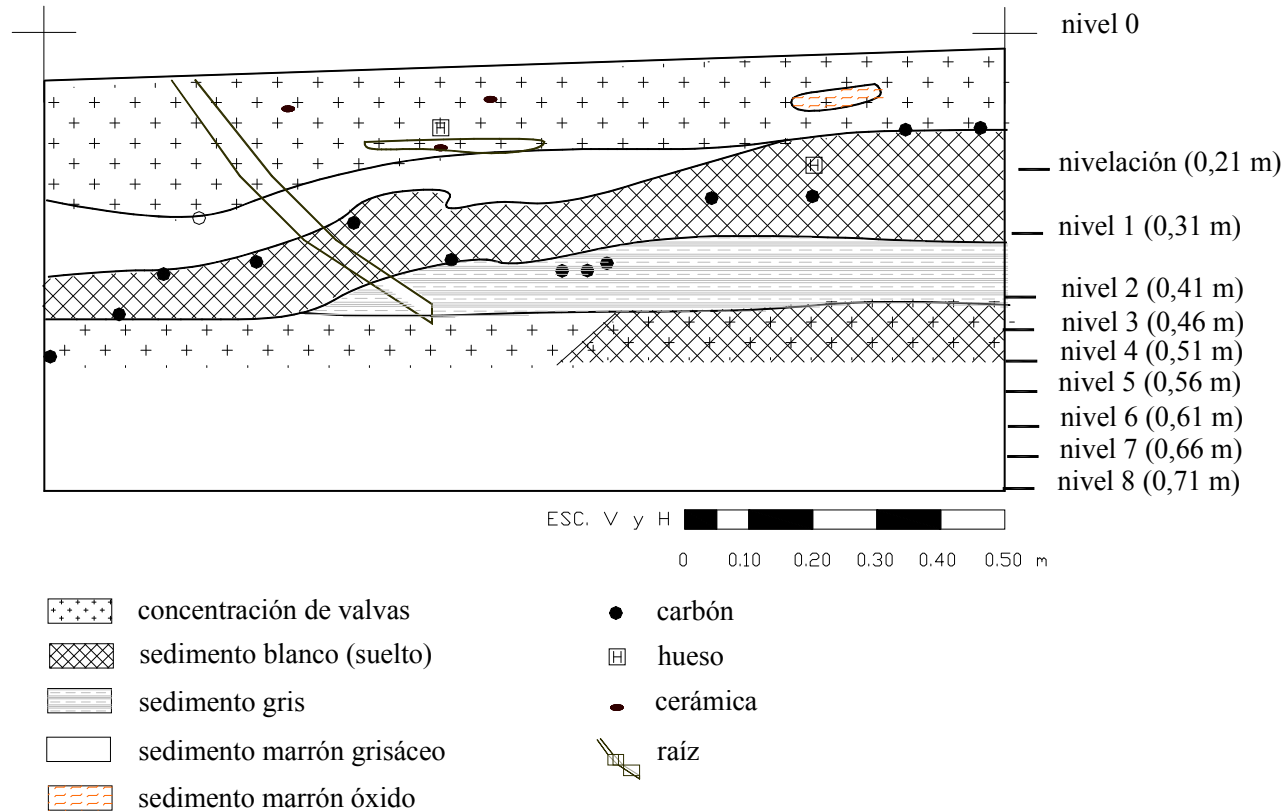 nivel 0
nivelación (0,21 m)
nivel 1 (0,31 m)
nivel 2 (0,41 m)
nivel 3 (0,46 m)
nivel 4 (0,51 m)
nivel 5 (0,56 m)
nivel 6 (0,61 m)
nivel 7 (0,66 m)
nivel 8 (0,71 m)
H
H
ESC. V y H
0 0.10 0.20 0.30 0.40 0.50 m
concentración de valvas
sedimento blanco (suelto)
sedimento gris
sedimento marrón grisáceo
sedimento marrón óxido
carbón
H hueso
cerámica
raíz